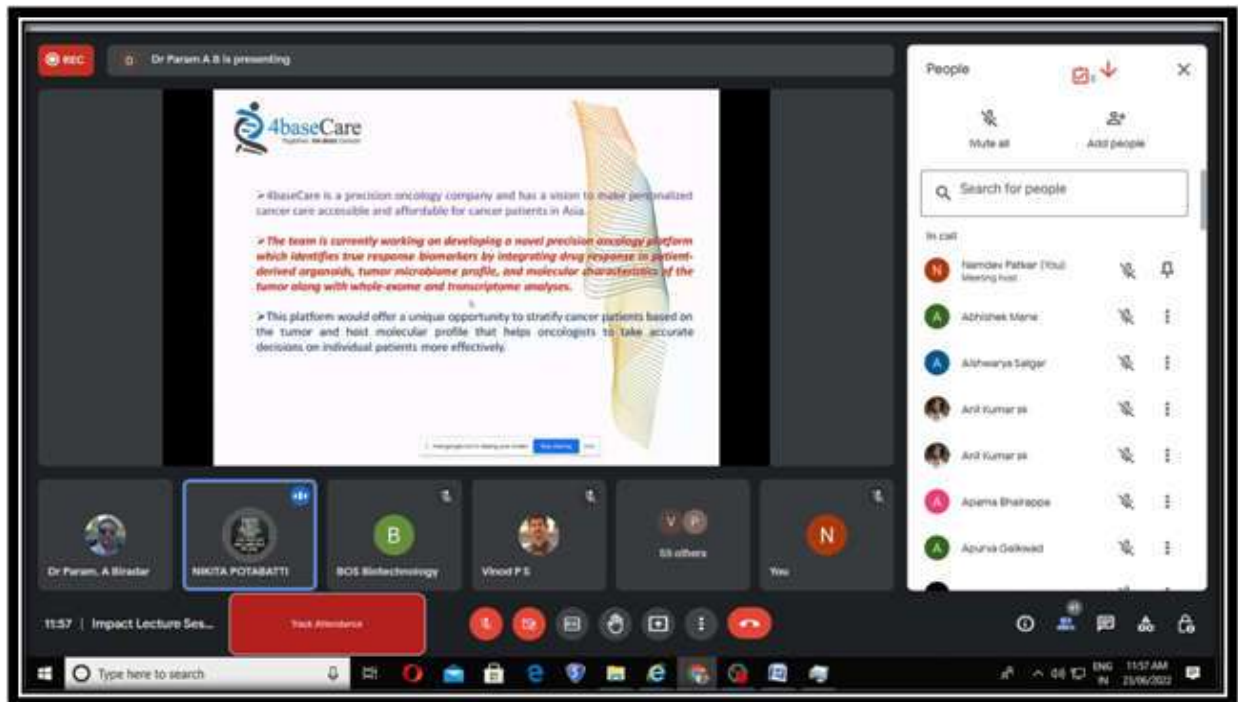 REC
D Dr Param A B is presenting
4baseCare
➢ 4baseCare is a precision oncology company and has a vision to make personalized
cancer care accessible and affordable for cancer patients in Asia.
➢ The team is currently working on developing a novel precision oncology platform
which identifies true response biomarkers by integrating drug response in patient-
derived organoids, tumor microbiome profile, and molecular characteristics of the
tumor along with whole-exome and transcriptome analyses.
➢ This platform would offer a unique opportunity to stratify cancer patients based on
the tumor and host molecular profile that helps oncologists to take accurate
decisions on individual patients more effectively.
Stop sharing
Dr Param. A Biradar
NIKITA POTABATTI
B
BOS Biotechnology
Vinod P S
V P
55 others
N
You
11:57 | Impact Lecture Ses...
Track Attendance
People
Mute all
Add people
Search for people
In call
N
Namdev Patkar (You)
Meeting host
A
Abhishek Mane
A
Aishwarya Salgar
Anil Kumar
Anil Kumar
A
Aparna Bhairappa
A
Apurva Gaikwad
Type here to search
ENG
IN
11:57 AM
23/06/2022